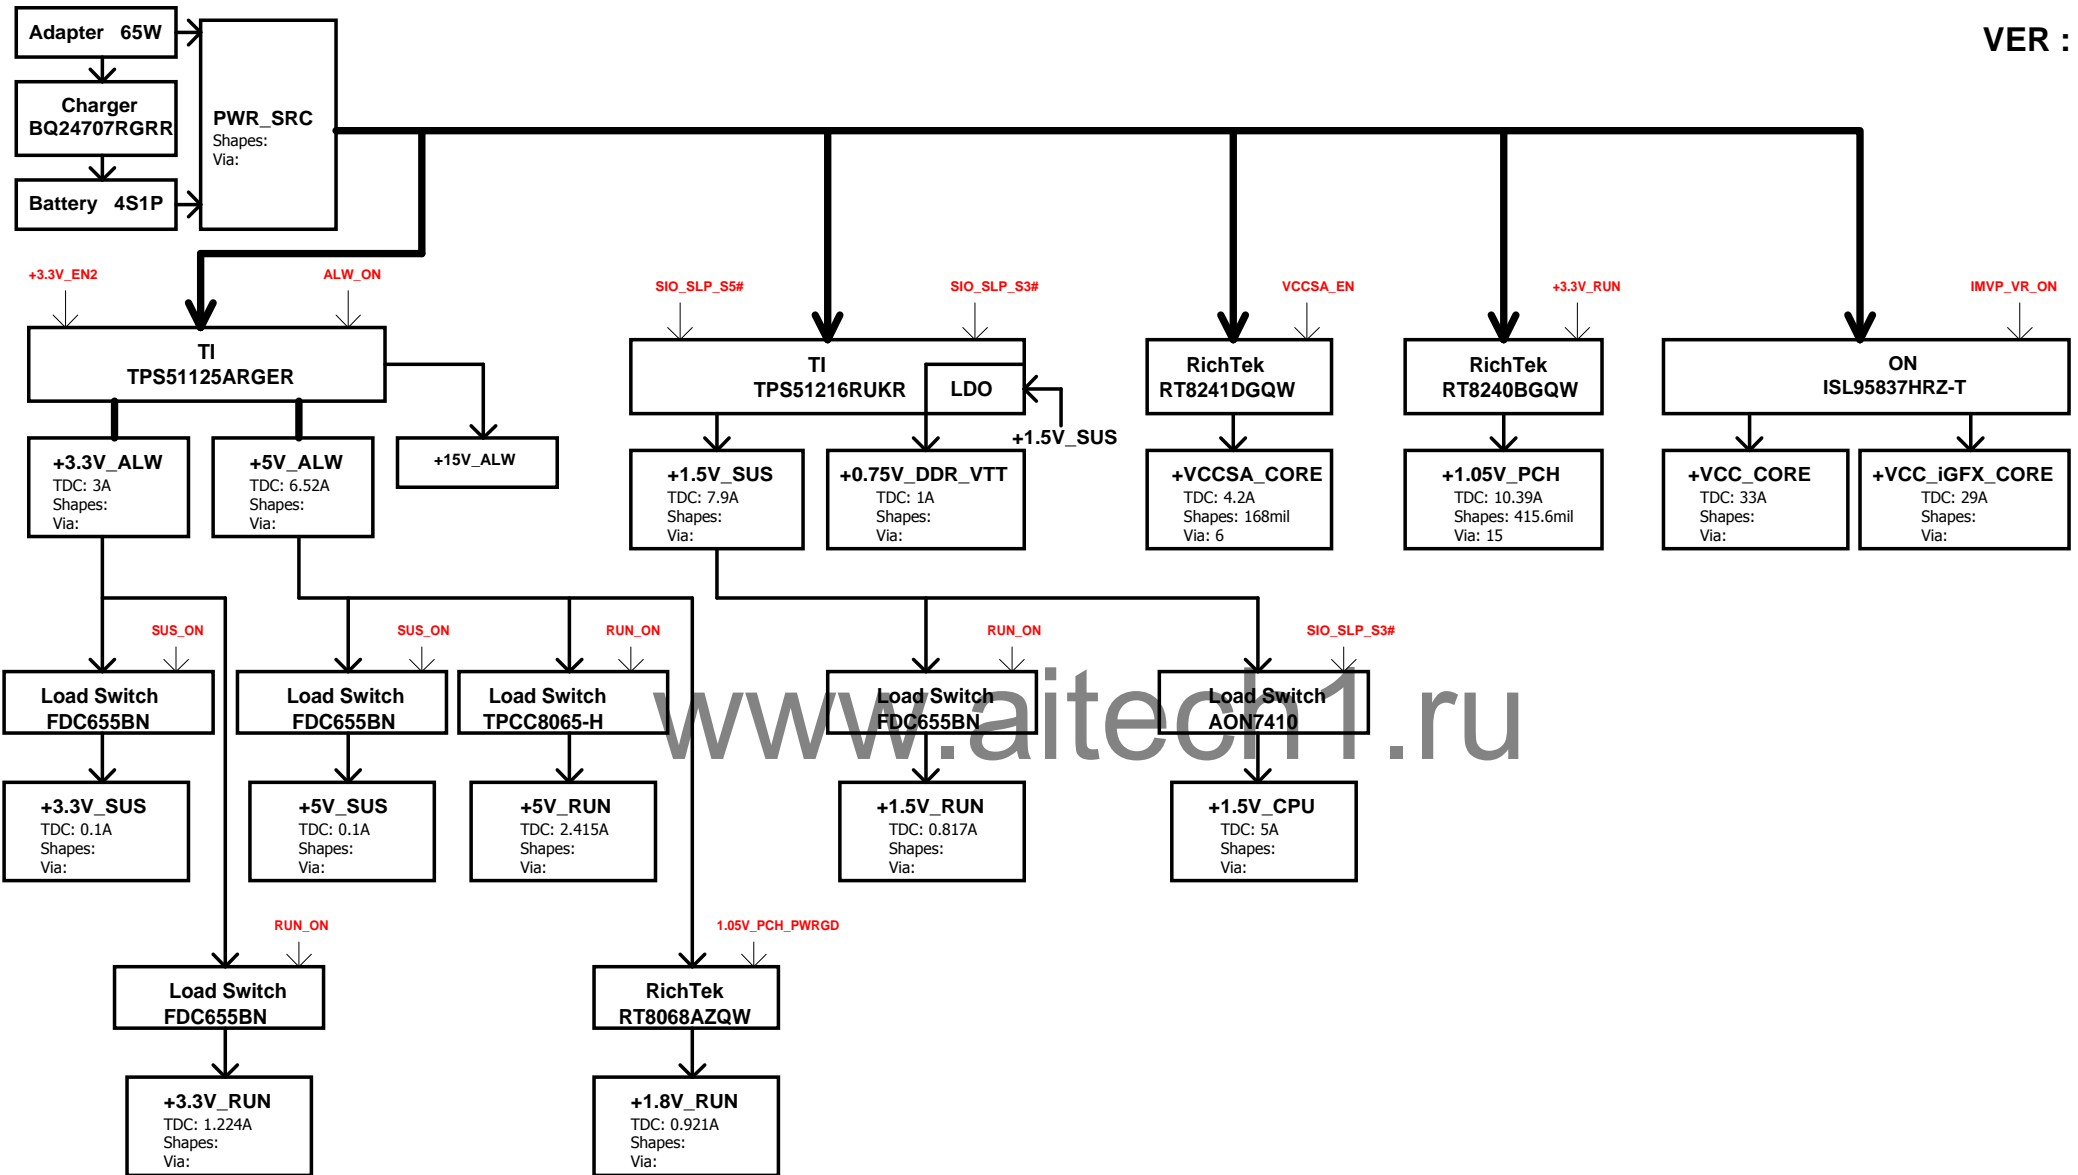 Adapter 65W
VER :
Charger
BQ24707RGRR
PWR_SRC
Shapes:
Via:
Battery 4S1P
+3.3V_EN2
ALW_ON
SIO_SLP_S5#
SIO_SLP_S3#
VCCSA_EN
+3.3V_RUN
IMVP_VR_ON
TI
TPS51125ARGER
TI
TPS51216RUKR
LDO
+1.5V_SUS
RichTek
RT8241DGQW
RichTek
RT8240BGQW
ON
ISL95837HRZ-T
+3.3V_ALW
TDC: 3A
Shapes:
Via:
+5V_ALW
TDC: 6.52A
Shapes:
Via:
+15V_ALW
+1.5V_SUS
TDC: 7.9A
Shapes:
Via:
+0.75V_DDR_VTT
TDC: 1A
Shapes:
Via:
+VCCSA_CORE
TDC: 4.2A
Shapes: 168mil
Via: 6
+1.05V_PCH
TDC: 10.39A
Shapes: 415.6mil
Via: 15
+VCC_CORE
TDC: 33A
Shapes:
Via:
+VCC_iGFX_CORE
TDC: 29A
Shapes:
Via:
SUS_ON
SUS_ON
RUN_ON
RUN_ON
SIO_SLP_S3#
Load Switch
FDC655BN
Load Switch
FDC655BN
Load Switch
TPCC8065-H
Load Switch
FDC655BN
Load Switch
AON7410
www.aitech1.ru
+3.3V_SUS
TDC: 0.1A
Shapes:
Via:
+5V_SUS
TDC: 0.1A
Shapes:
Via:
+5V_RUN
TDC: 2.415A
Shapes:
Via:
+1.5V_RUN
TDC: 0.817A
Shapes:
Via:
+1.5V_CPU
TDC: 5A
Shapes:
Via:
RUN_ON
1.05V_PCH_PWRGD
Load Switch
FDC655BN
RichTek
RT8068AZQW
+3.3V_RUN
TDC: 1.224A
Shapes:
Via:
+1.8V_RUN
TDC: 0.921A
Shapes:
Via: